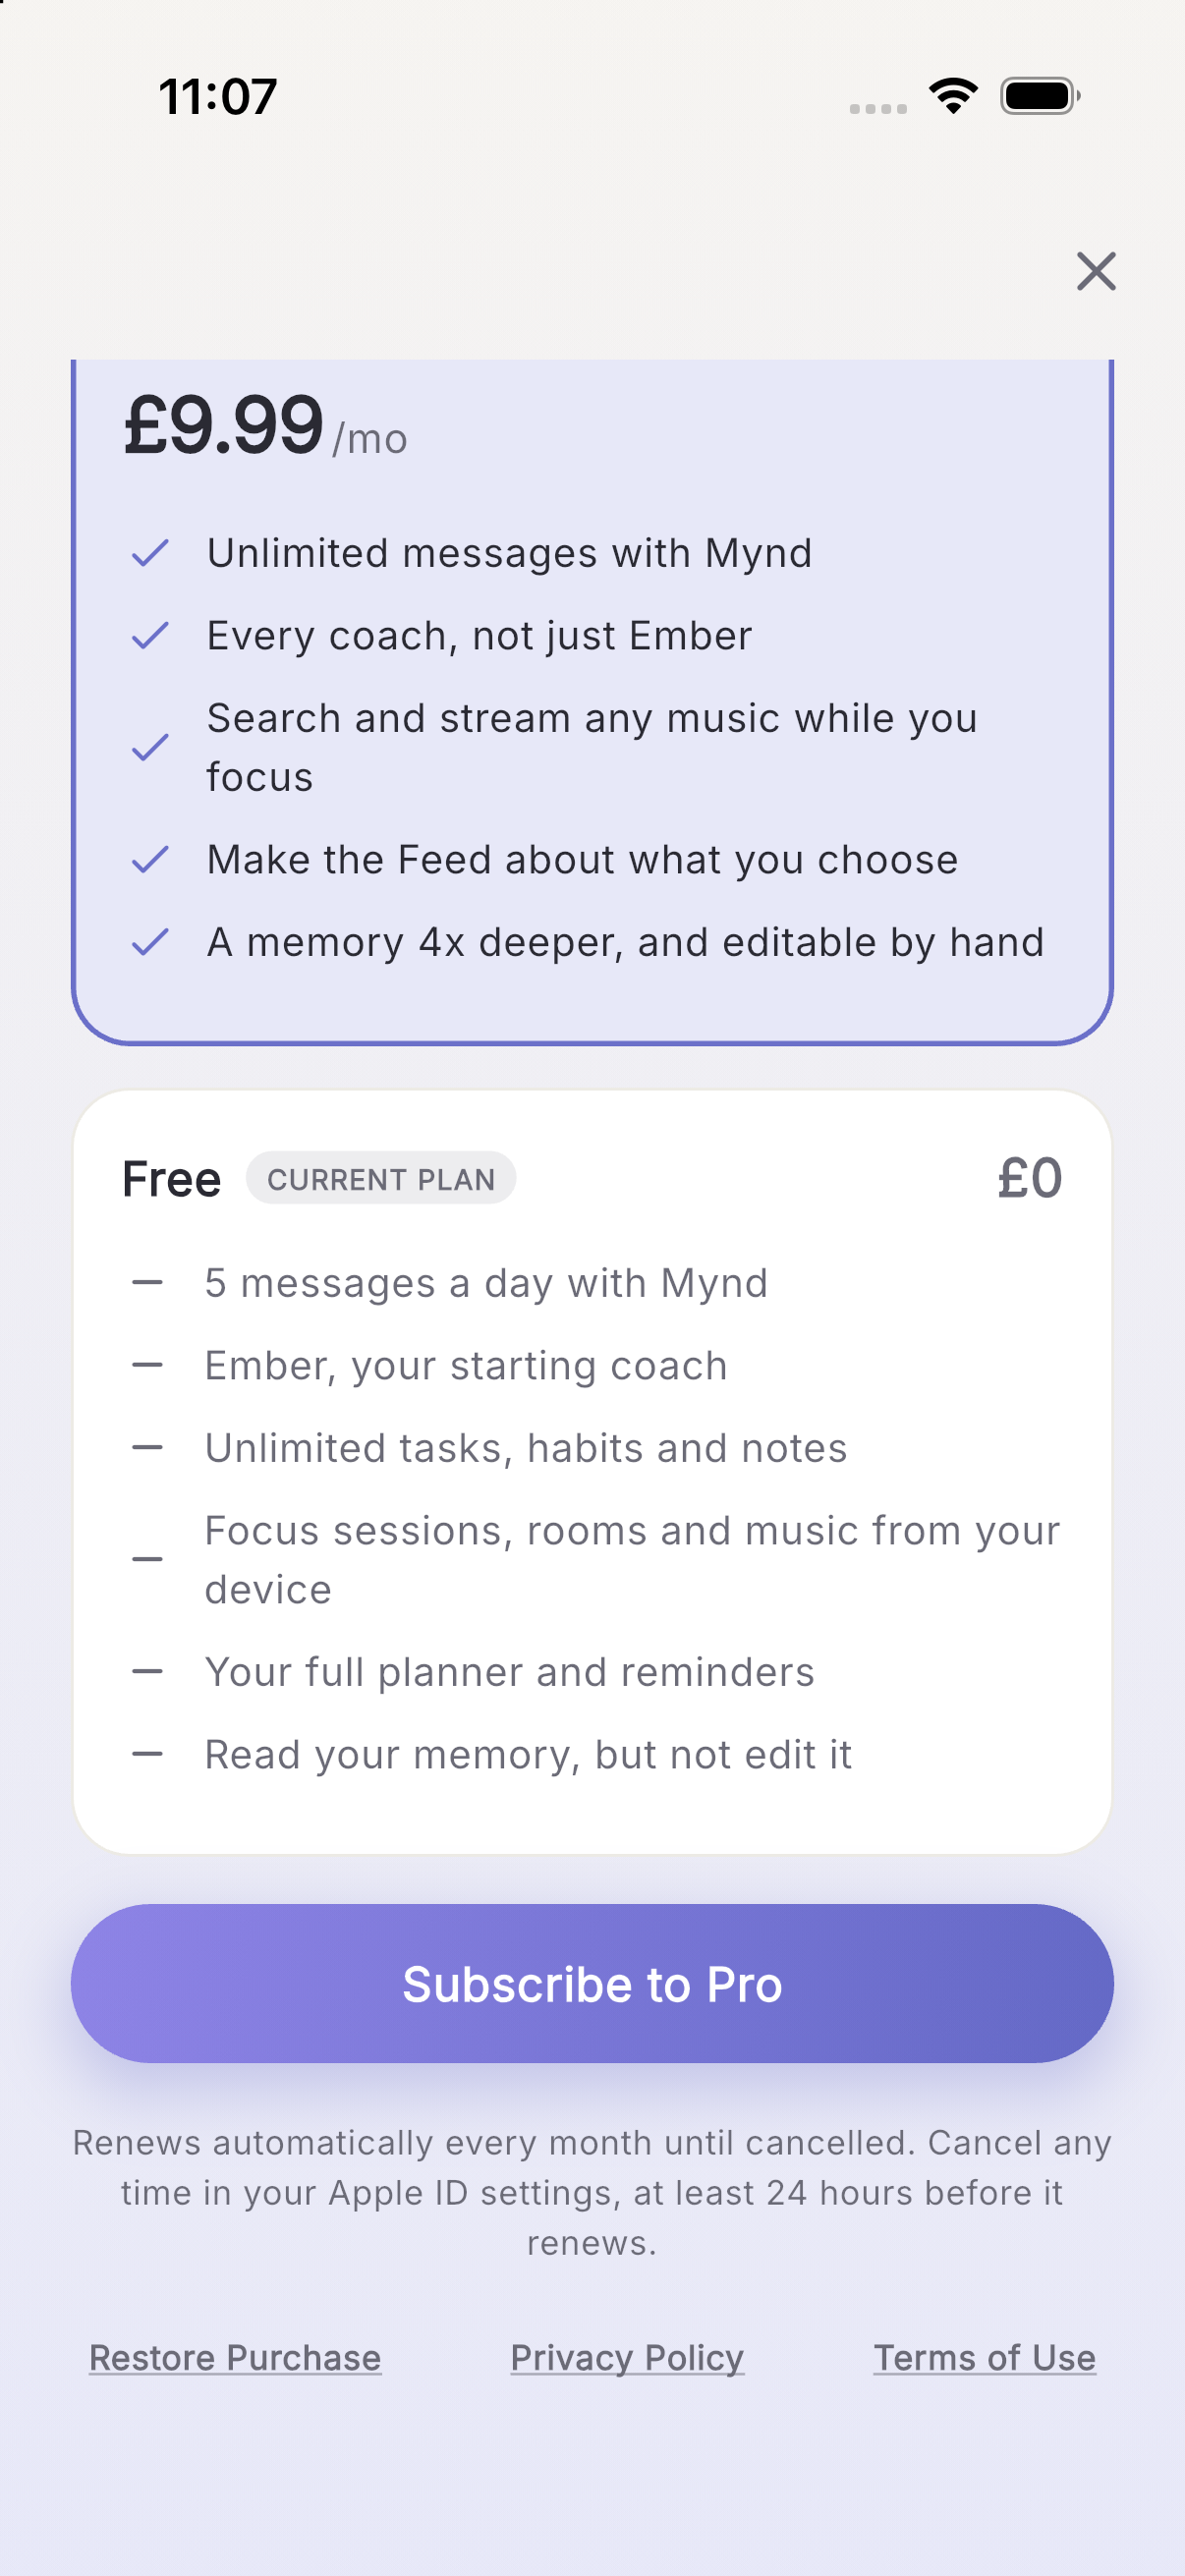 11:07
£9.99/mo
Unlimited messages with Mynd
Every coach, not just Ember
Search and stream any music while you
focus
Make the Feed about what you choose
A memory 4x deeper, and editable by hand
Free CURRENT PLAN £0
5 messages a day with Mynd
Ember, your starting coach
Unlimited tasks, habits and notes
Focus sessions, rooms and music from your
device
Your full planner and reminders
Read your memory, but not edit it
Subscribe to Pro
Renews automatically every month until cancelled. Cancel any
time in your Apple ID settings, at least 24 hours before it
renews.
Restore Purchase Privacy Policy Terms of Use